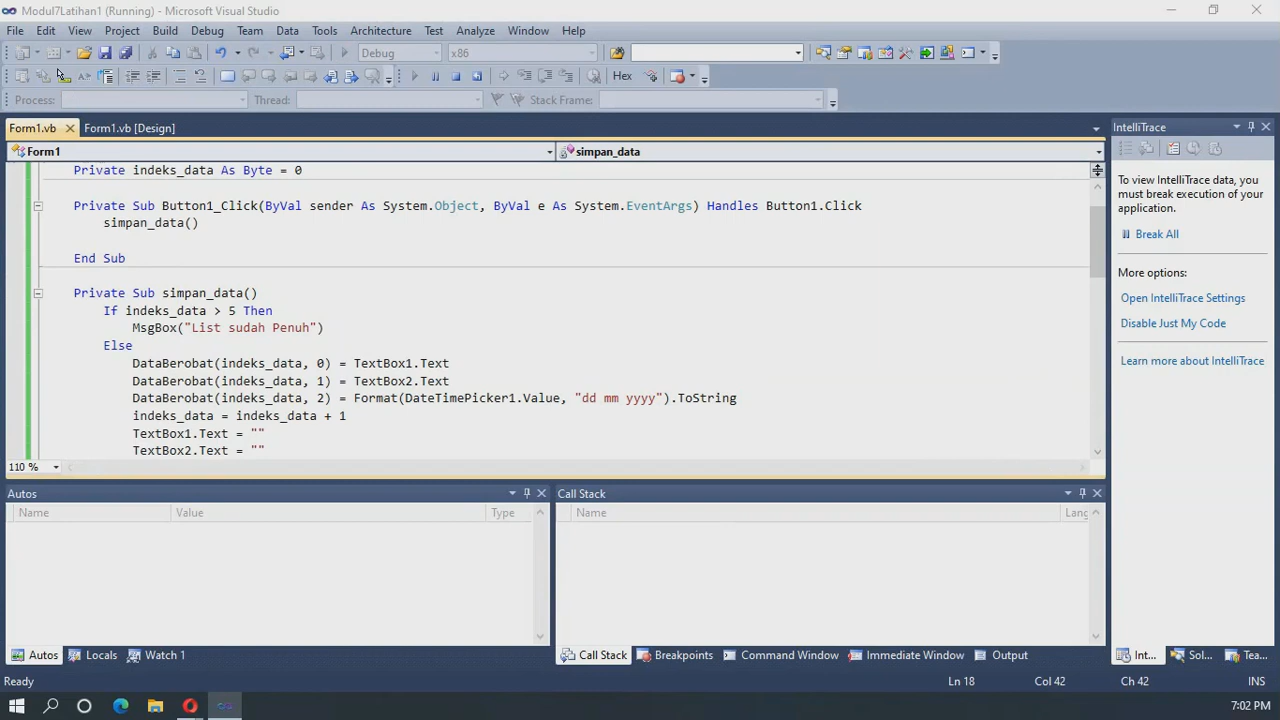 Modul7Latihan1 (Running) - Microsoft Visual Studio
File Edit View Project Build Debug Team Data Tools Architecture Test Analyze Window Help
Debug x86
Hex
Process: Thread: Stack Frame:
Form1.vb Form1.vb [Design]
Form1 simpan_data
Private indeks_data As Byte = 0
Private Sub Button1_Click(ByVal sender As System.Object, ByVal e As System.EventArgs) Handles Button1.Click
simpan_data()
End Sub
Private Sub simpan_data()
If indeks_data > 5 Then
MsgBox("List sudah Penuh")
Else
DataBerobat(indeks_data, 0) = TextBox1.Text
DataBerobat(indeks_data, 1) = TextBox2.Text
DataBerobat(indeks_data, 2) = Format(DateTimePicker1.Value, "dd mm yyyy").ToString
indeks_data = indeks_data + 1
TextBox1.Text = ""
TextBox2.Text = ""
110 %
IntelliTrace
To view IntelliTrace data, you
must break execution of your
application.
Break All
More options:
Open IntelliTrace Settings
Disable Just My Code
Learn more about IntelliTrace
Autos
Name Value Type
Call Stack
Name Lang
Autos Locals Watch 1
Call Stack Breakpoints Command Window Immediate Window Output
Int... Sol... Tea...
Ready Ln 18 Col 42 Ch 42 INS
7:02 PM